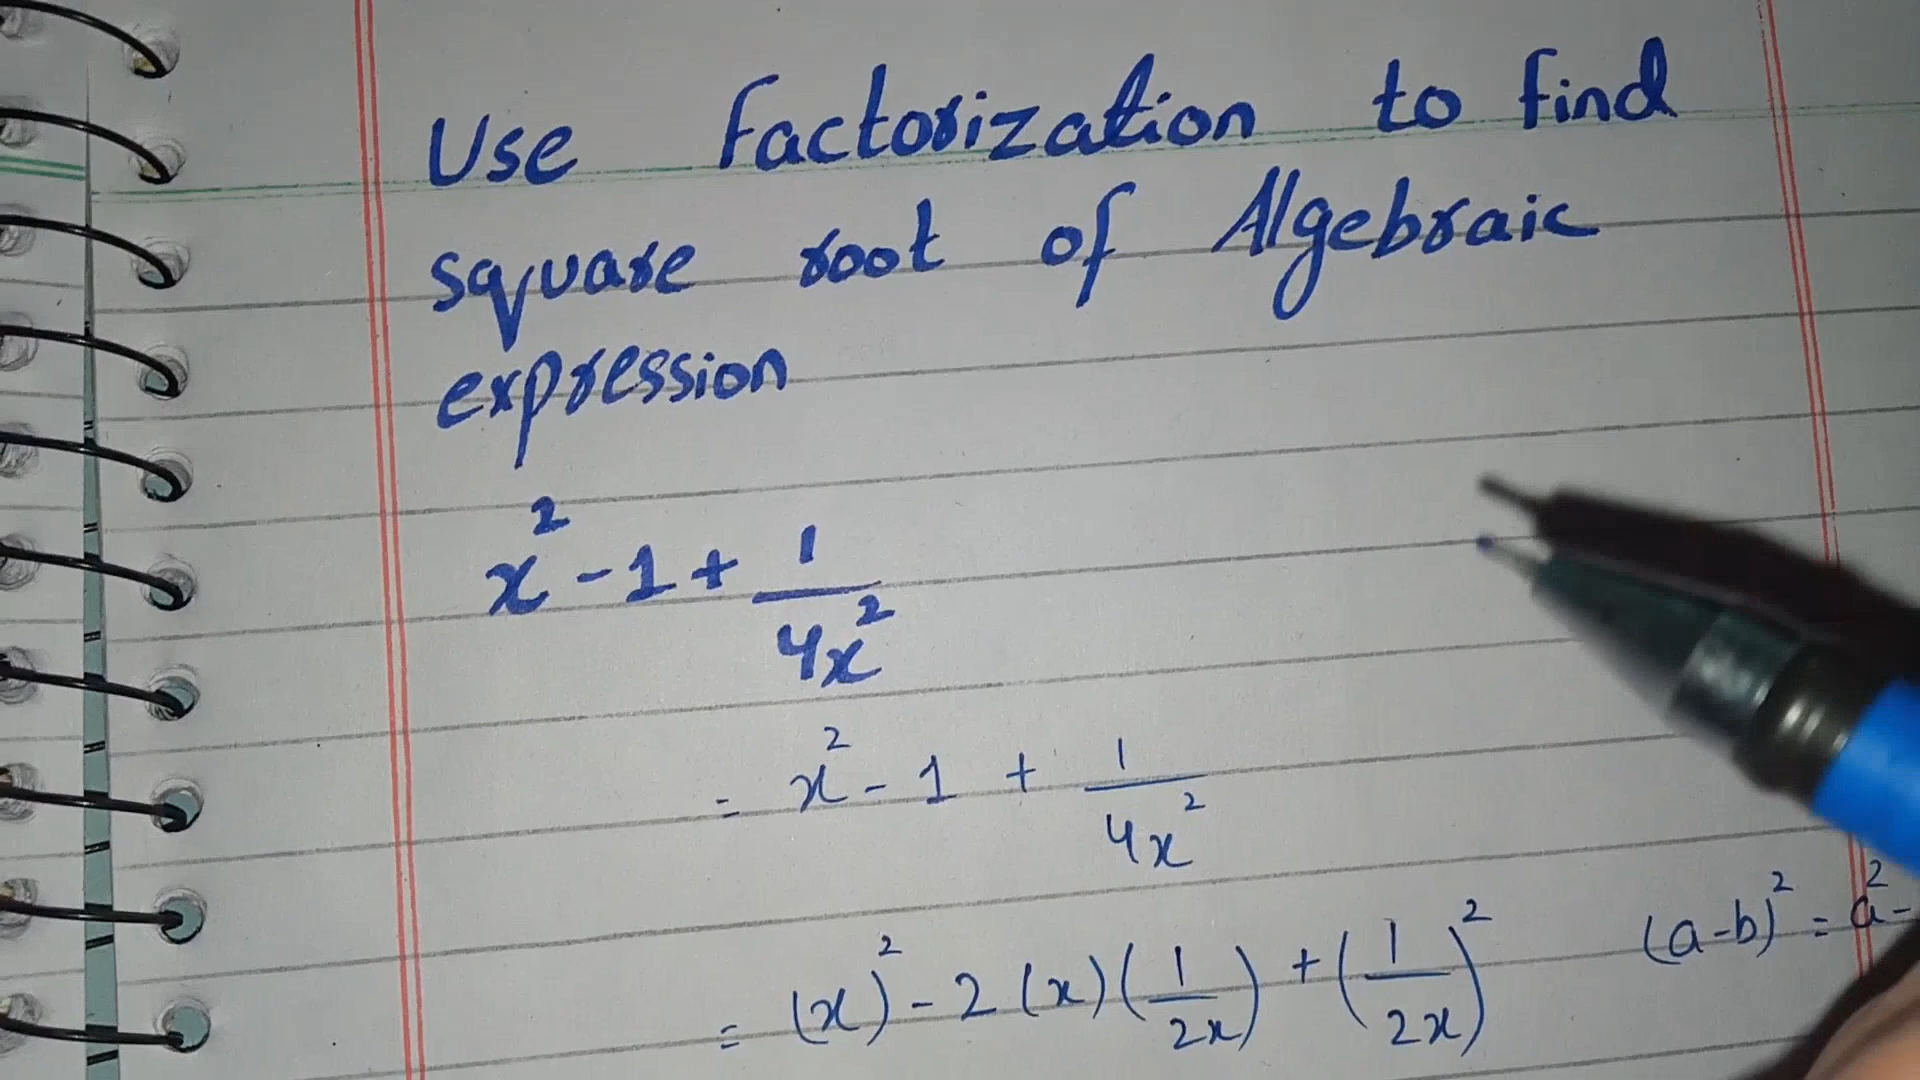 Use Factorization to find
square root of Algebraic
expression
x² - 1 + 1/4x²
= x² - 1 + 1/4x²
= (x)² - 2(x)(1/2x) + (1/2x)² (a-b)² = a² -